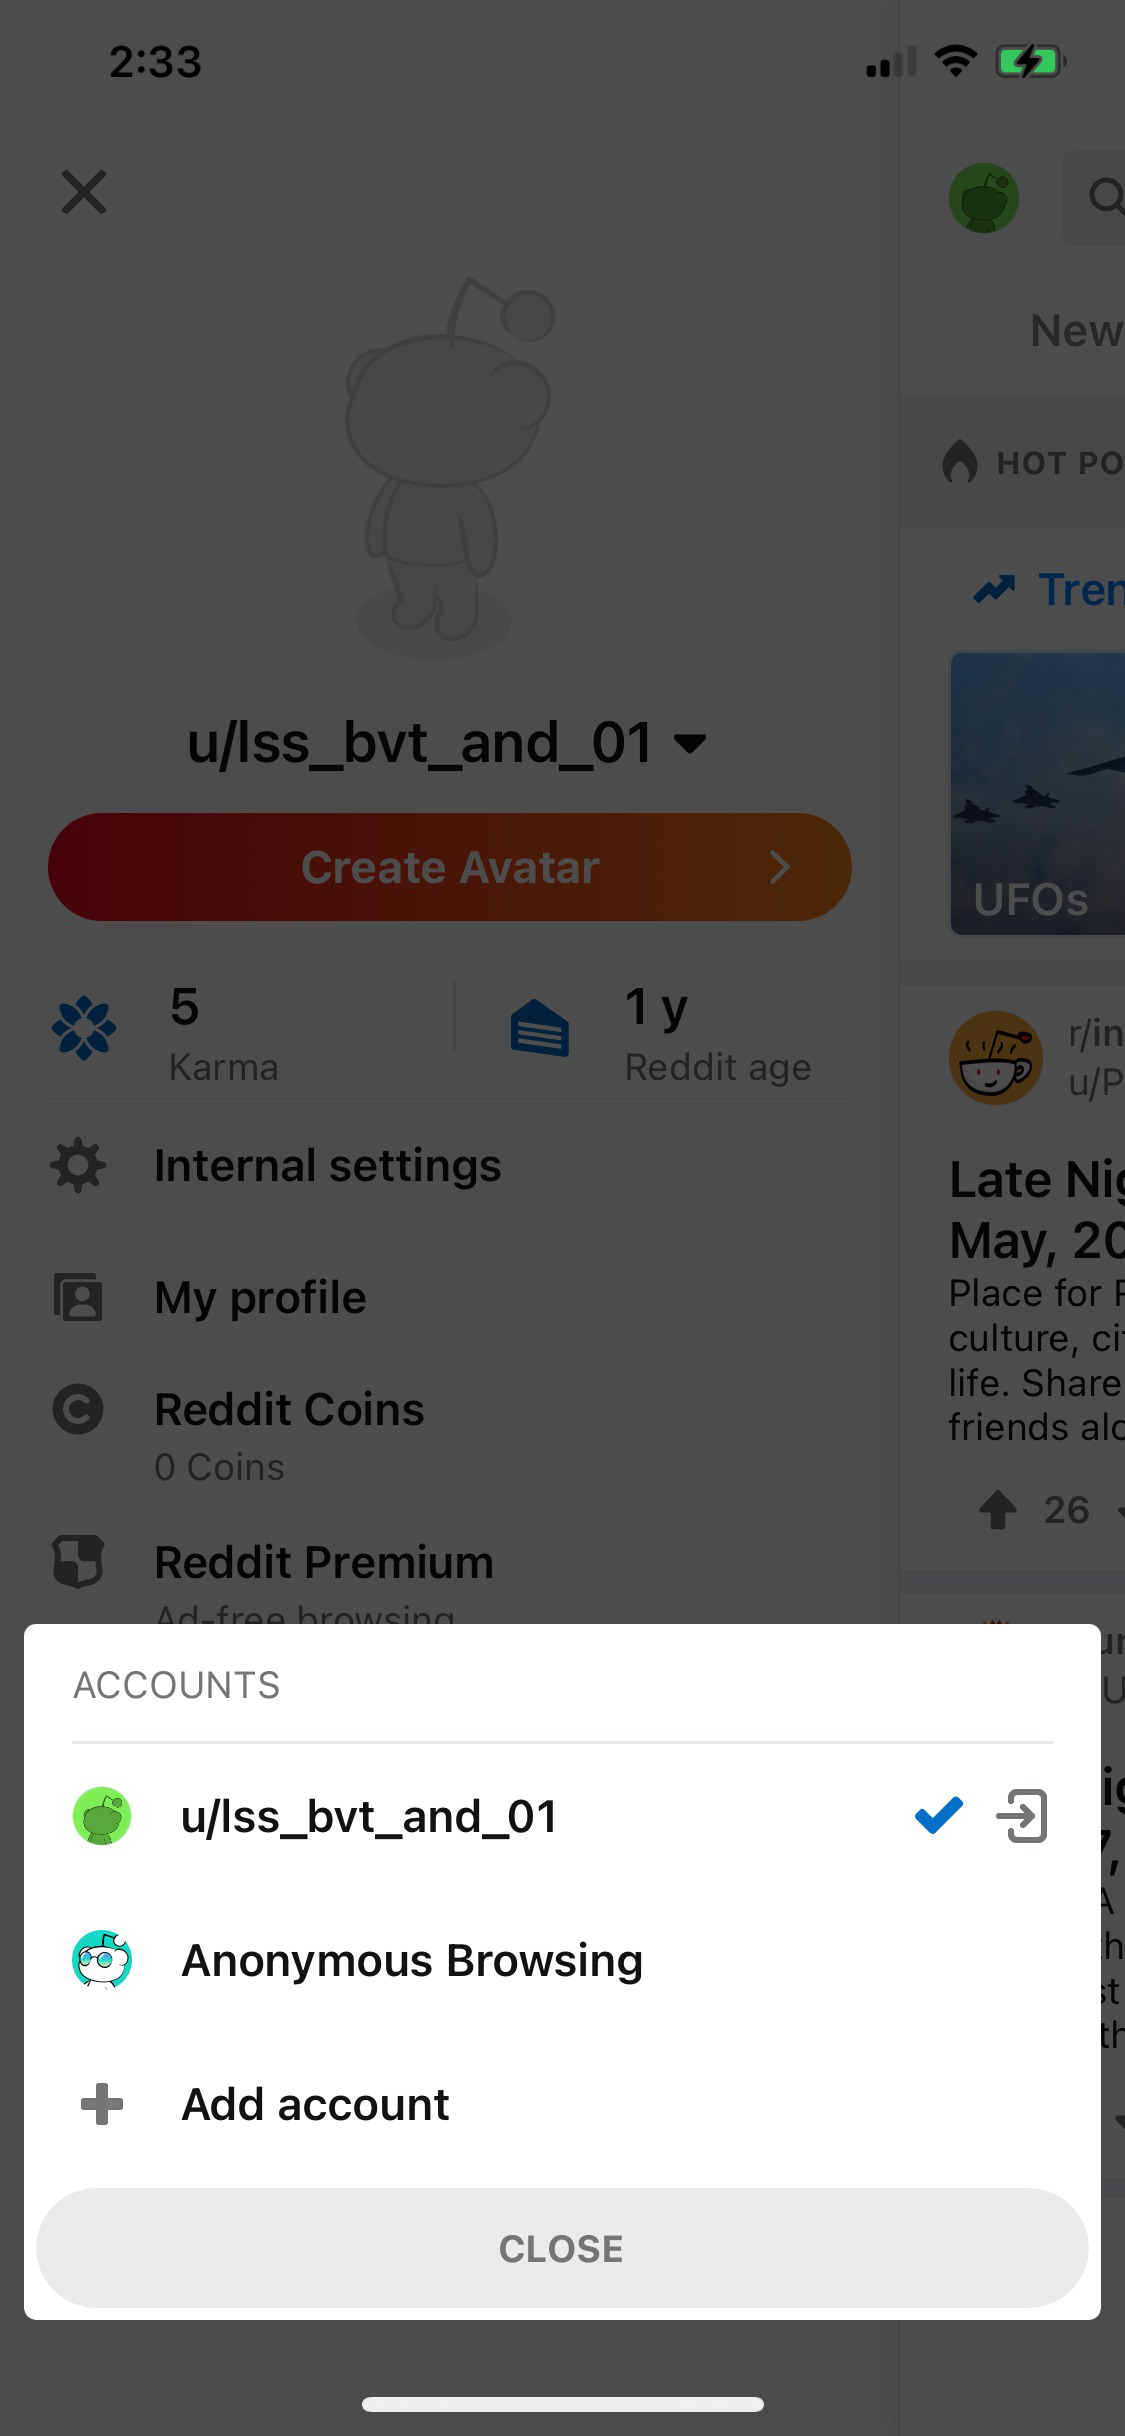 2:33
New
HOT PO
Tren
UFOs
u/lss_bvt_and_01
Create Avatar
5
Karma
1 y
Reddit age
Internal settings
My profile
Reddit Coins
0 Coins
Reddit Premium
Ad-free browsing
r/in
u/P
Late Nig
May, 20
Place for
culture, ci
life. Share
friends alo
26
ACCOUNTS
u/lss_bvt_and_01
Anonymous Browsing
Add account
CLOSE